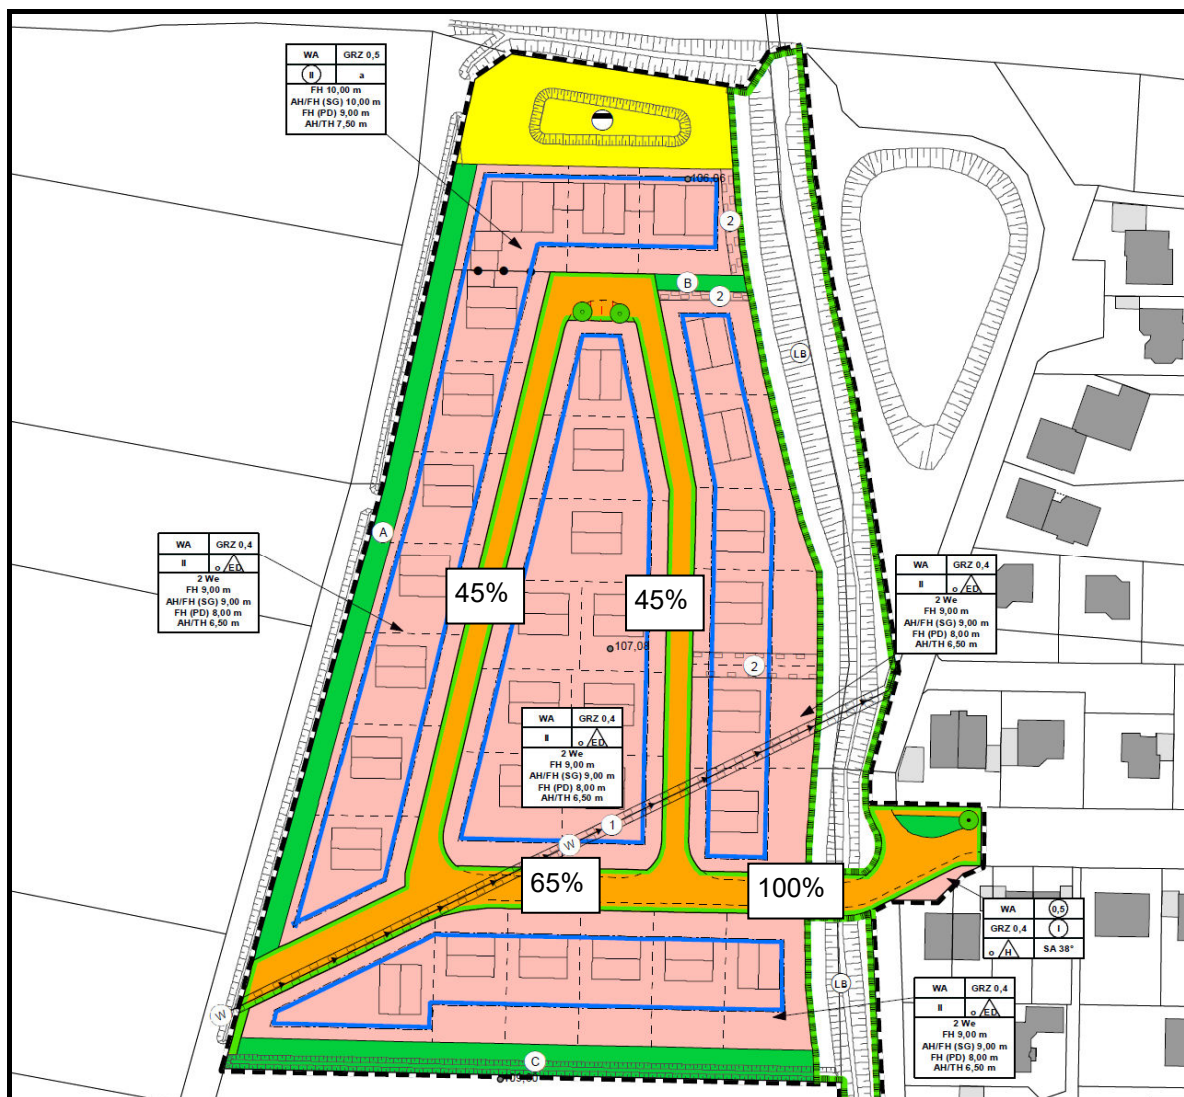 WA GRZ 0,5
II a
FH 10,00 m
AH/FH (SG) 10,00 m
FH (PD) 9,00 m
AH/TH 7,50 m
106,06
2
B
2
LB
A
WA GRZ 0,4
II o ED
2 We
FH 9,00 m
AH/FH (SG) 9,00 m
FH (PD) 8,00 m
AH/TH 6,50 m
45%
45%
WA GRZ 0,4
II o ED
2 We
FH 9,00 m
AH/FH (SG) 9,00 m
FH (PD) 8,00 m
AH/TH 6,50 m
107,08
2
WA GRZ 0,4
II o ED
2 We
FH 9,00 m
AH/FH (SG) 9,00 m
FH (PD) 8,00 m
AH/TH 6,50 m
1
W
65%
100%
WA 0,5
GRZ 0,4 I
o H SA 38°
LB
WA GRZ 0,4
II o ED
2 We
FH 9,00 m
AH/FH (SG) 9,00 m
FH (PD) 8,00 m
AH/TH 6,50 m
W
C